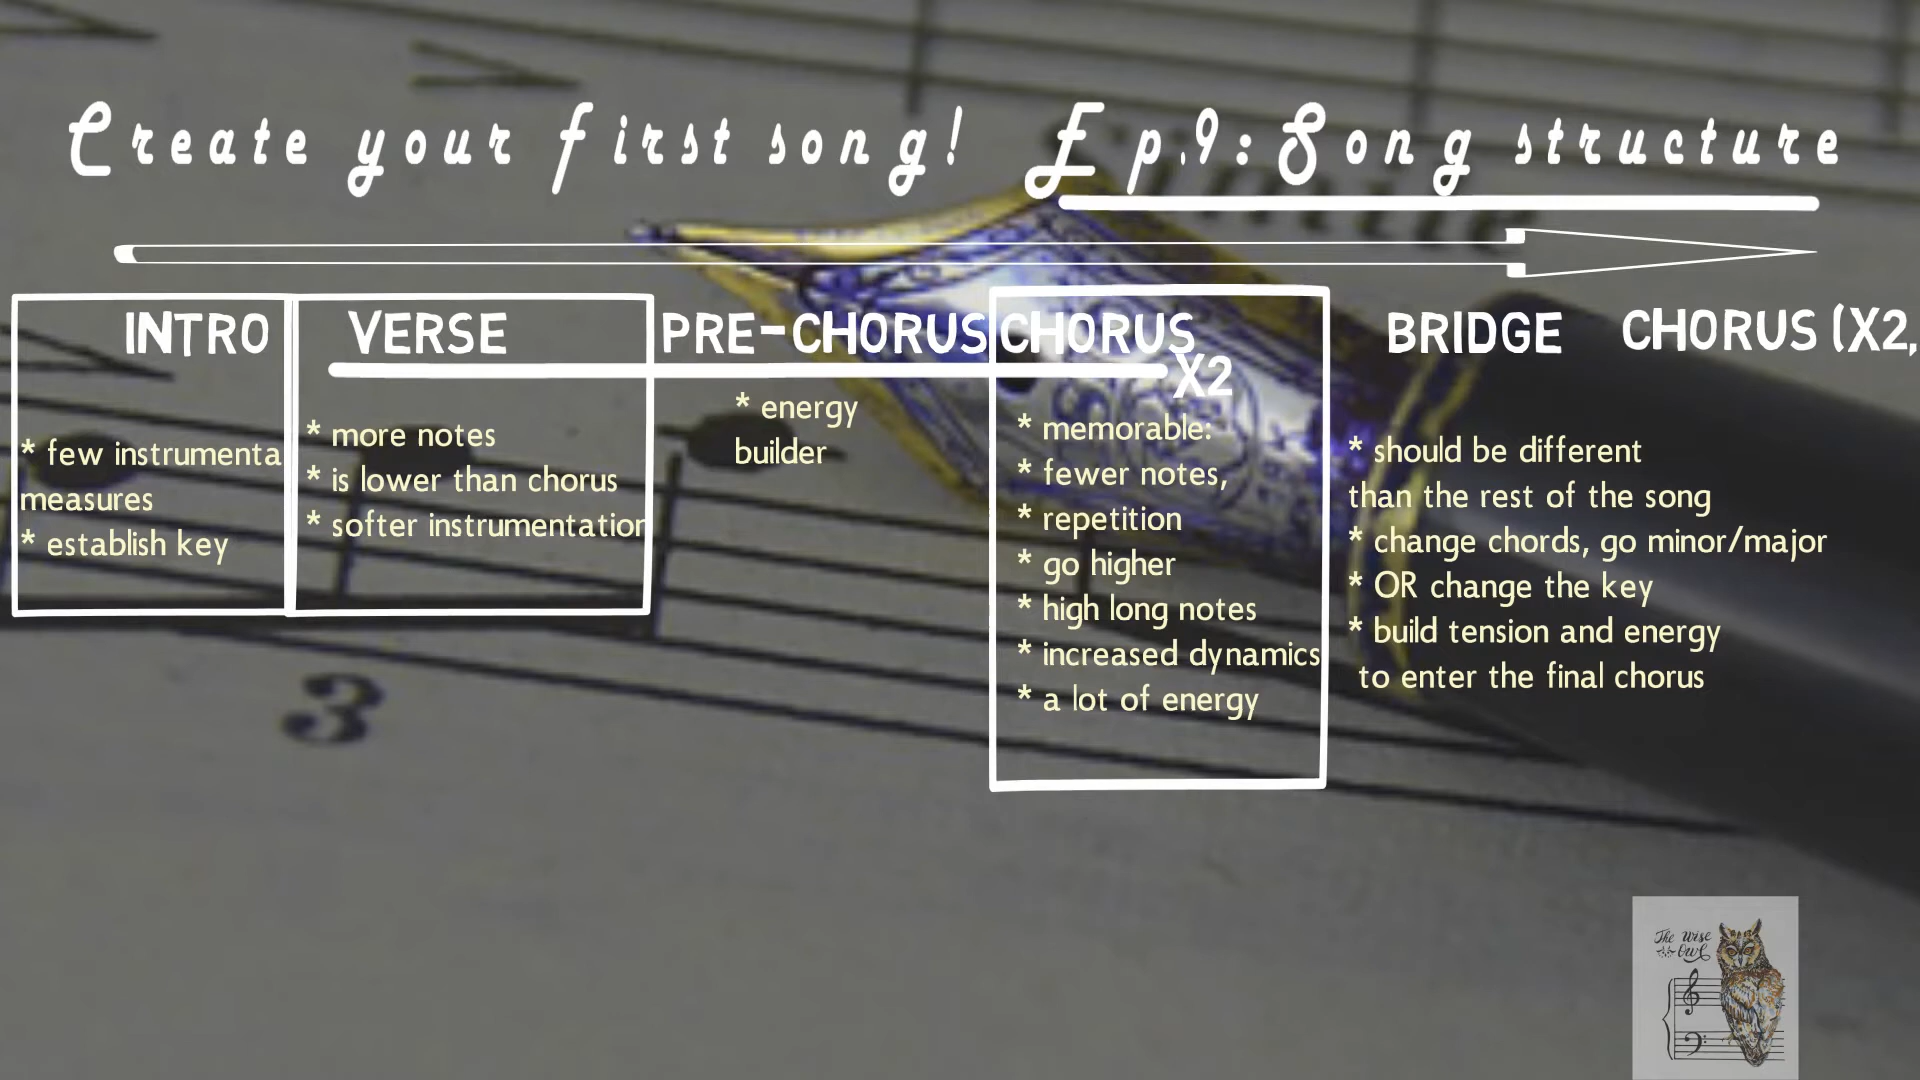 Create your first song! Ep.9: Song structure
INTRO
* few instrumenta
measures
* establish key
VERSE
* more notes
* is lower than chorus
* softer instrumentation
PRE-CHORUS
* energy
builder
CHORUS
X2
* memorable:
* fewer notes,
* repetition
* go higher
* high long notes
* increased dynamics
* a lot of energy
BRIDGE
* should be different
than the rest of the song
* change chords, go minor/major
* OR change the key
* build tension and energy
to enter the final chorus
CHORUS (X2,
3
The Wise
Owl